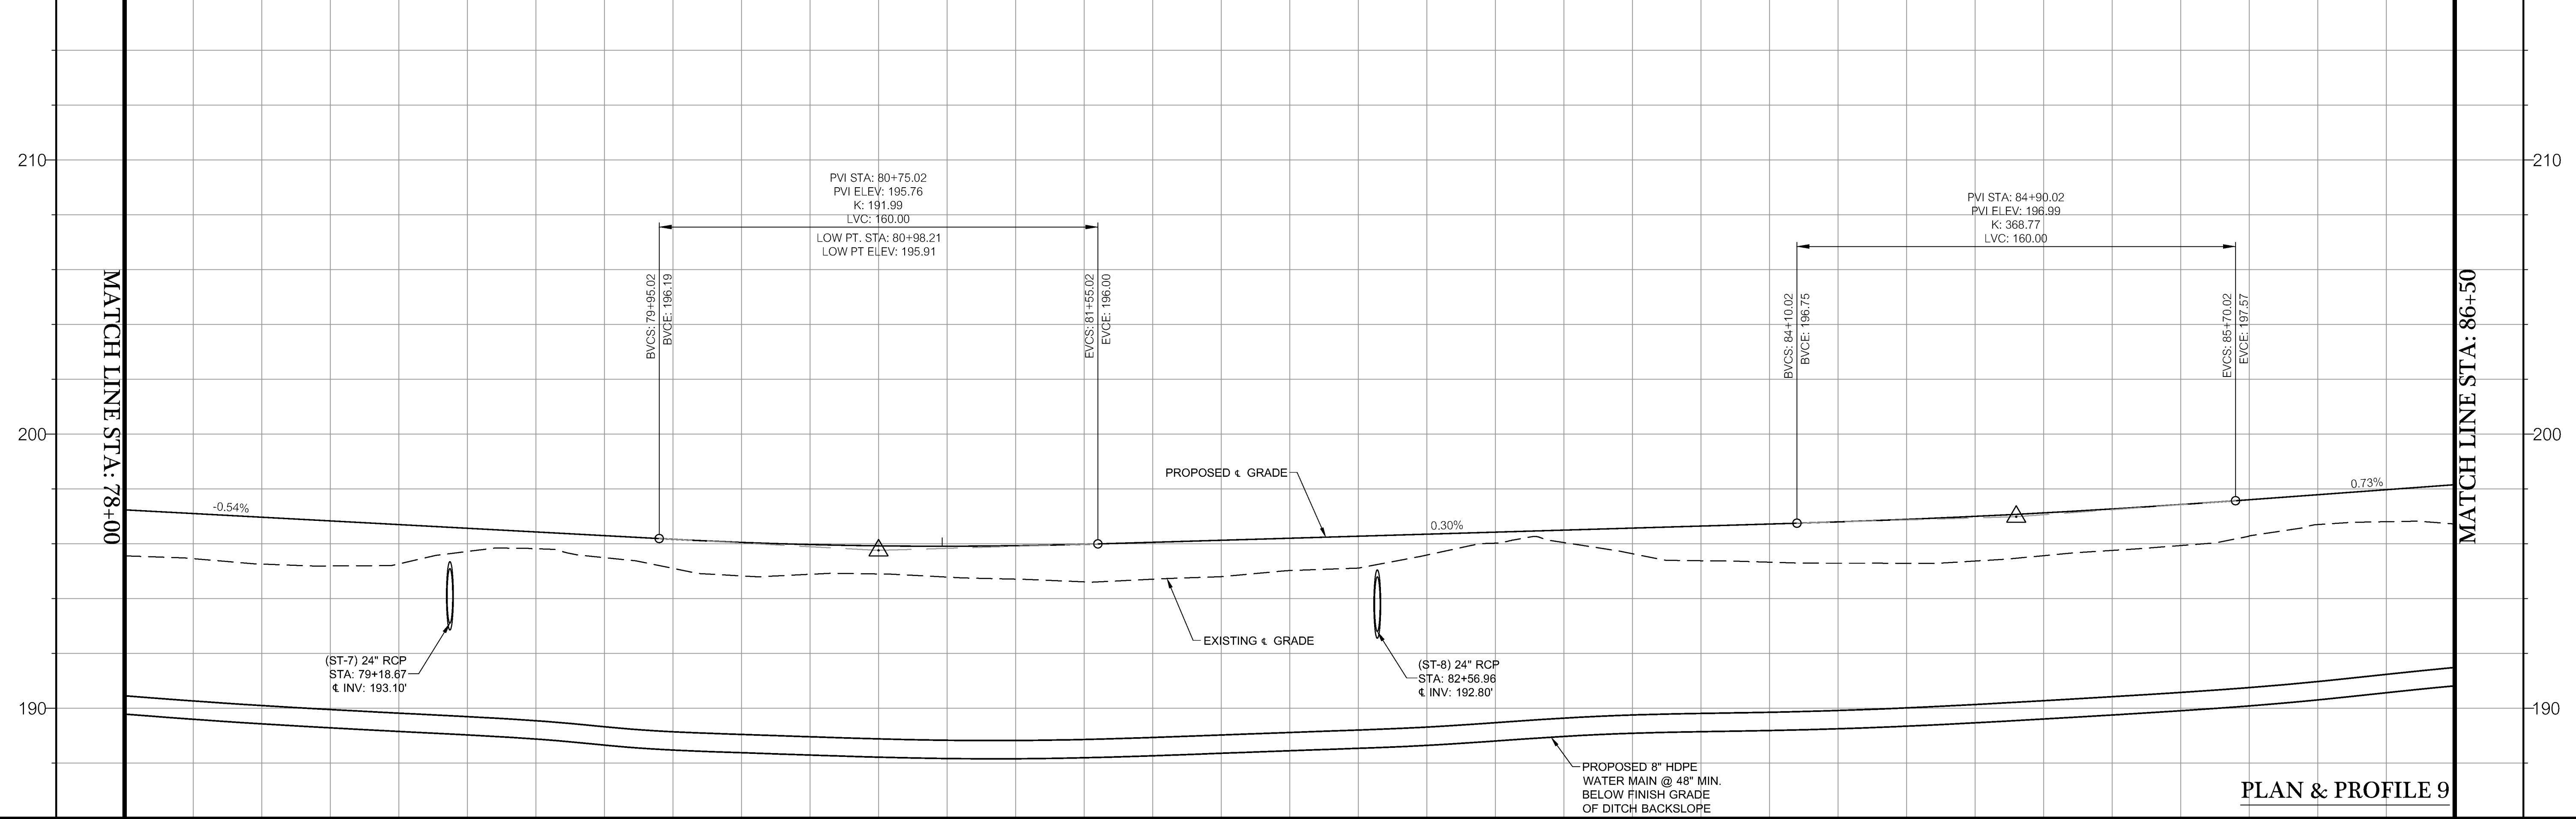 210
200
190
MATCH LINE STA: 78+00
PVI STA: 80+75.02
PVI ELEV: 195.76
K: 191.99
LVC: 160.00
LOW PT. STA: 80+98.21
LOW PT ELEV: 195.91
BVCS: 79+95.02
BVCE: 196.19
EVCS: 81+55.02
EVCE: 196.00
PVI STA: 84+90.02
PVI ELEV: 196.99
K: 368.77
LVC: 160.00
BVCS: 84+10.02
BVCE: 196.75
EVCS: 85+70.02
EVCE: 197.57
-0.54%
PROPOSED ℄ GRADE
0.30%
0.73%
EXISTING ℄ GRADE
(ST-7) 24" RCP
STA: 79+18.67
℄ INV: 193.10'
(ST-8) 24" RCP
STA: 82+56.96
℄ INV: 192.80'
PROPOSED 8" HDPE
WATER MAIN @ 48" MIN.
BELOW FINISH GRADE
OF DITCH BACKSLOPE
MATCH LINE STA: 86+50
210
200
190
PLAN & PROFILE 9